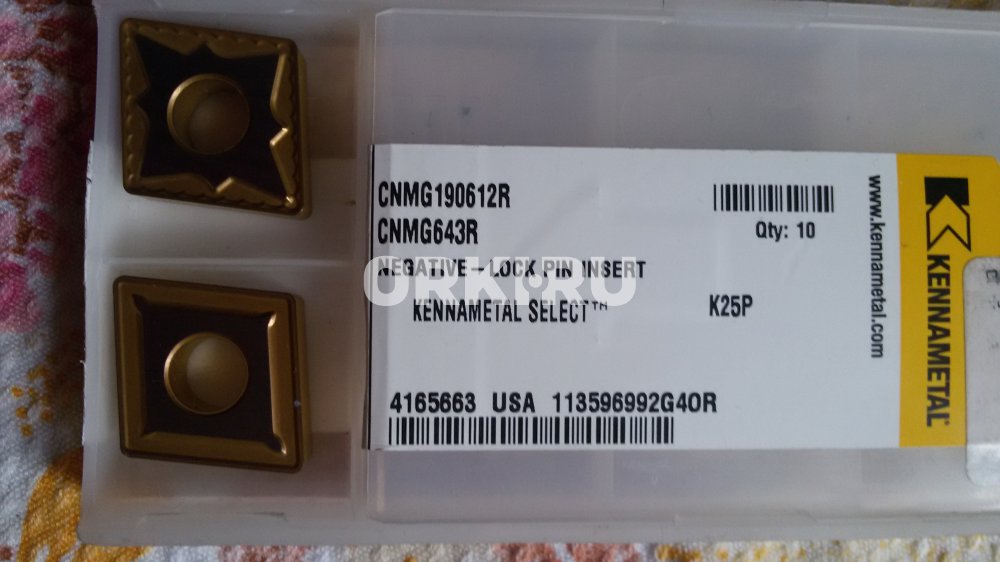 CNMG190612R
CNMG643R
Qty: 10
NEGATIVE-LOCK PIN INSERT
KENNAMETAL SELECT™
K25P
4165663 USA 113596992G4OR
www.kennametal.com
KENNAMETAL
ORKI.RU